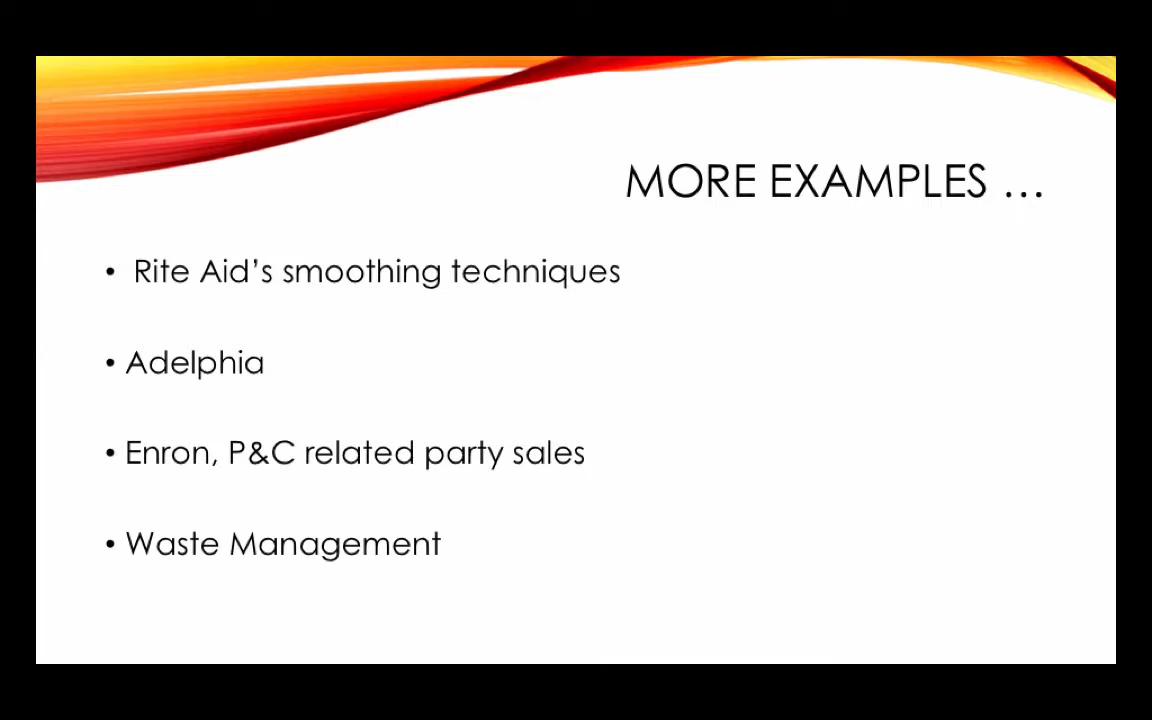 MORE EXAMPLES …
• Rite Aid’s smoothing techniques
• Adelphia
• Enron, P&C related party sales
• Waste Management